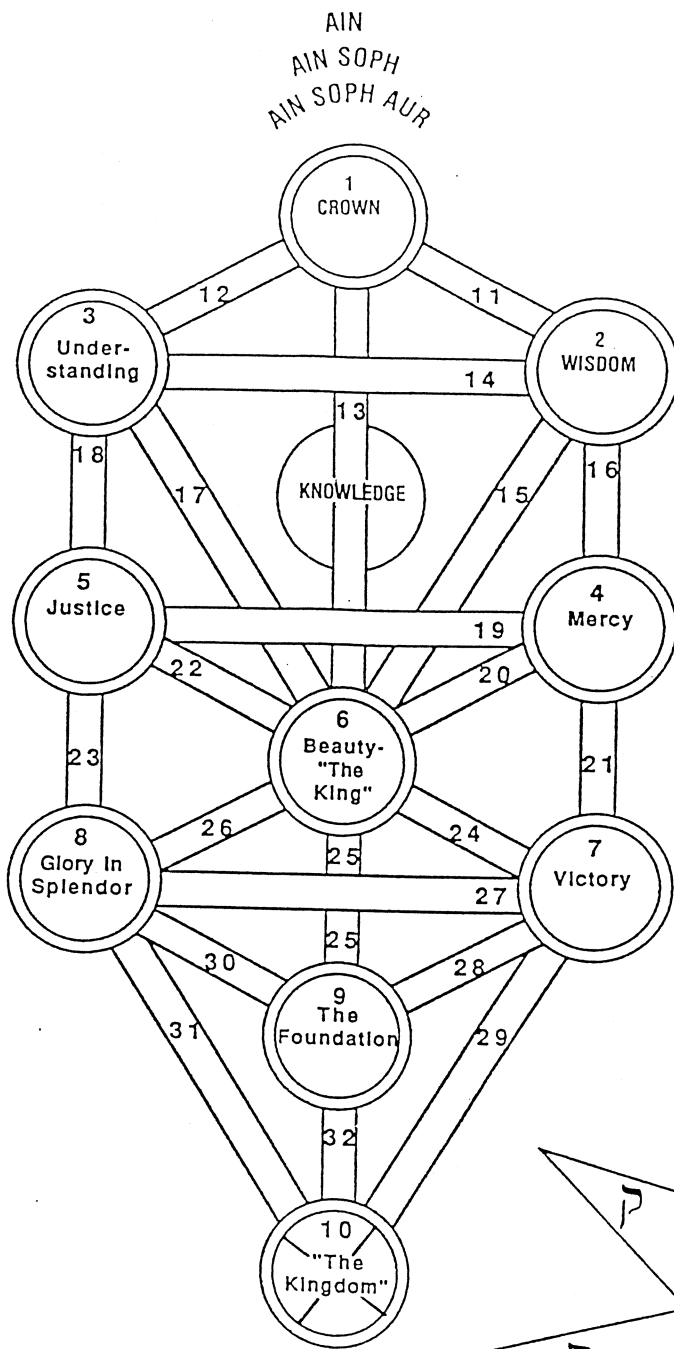 AIN
AIN SOPH
AIN SOPH AUR
1
CROWN
12
11
3
Under-
standing
2
WISDOM
14
13
18
17
KNOWLEDGE
15
16
5
Justice
4
Mercy
19
22
20
6
Beauty-
"The
King"
23
21
26
25
24
8
Glory in
Splendor
7
Victory
27
25
30
28
9
The
Foundation
31
29
32
ק
10
"The
Kingdom"